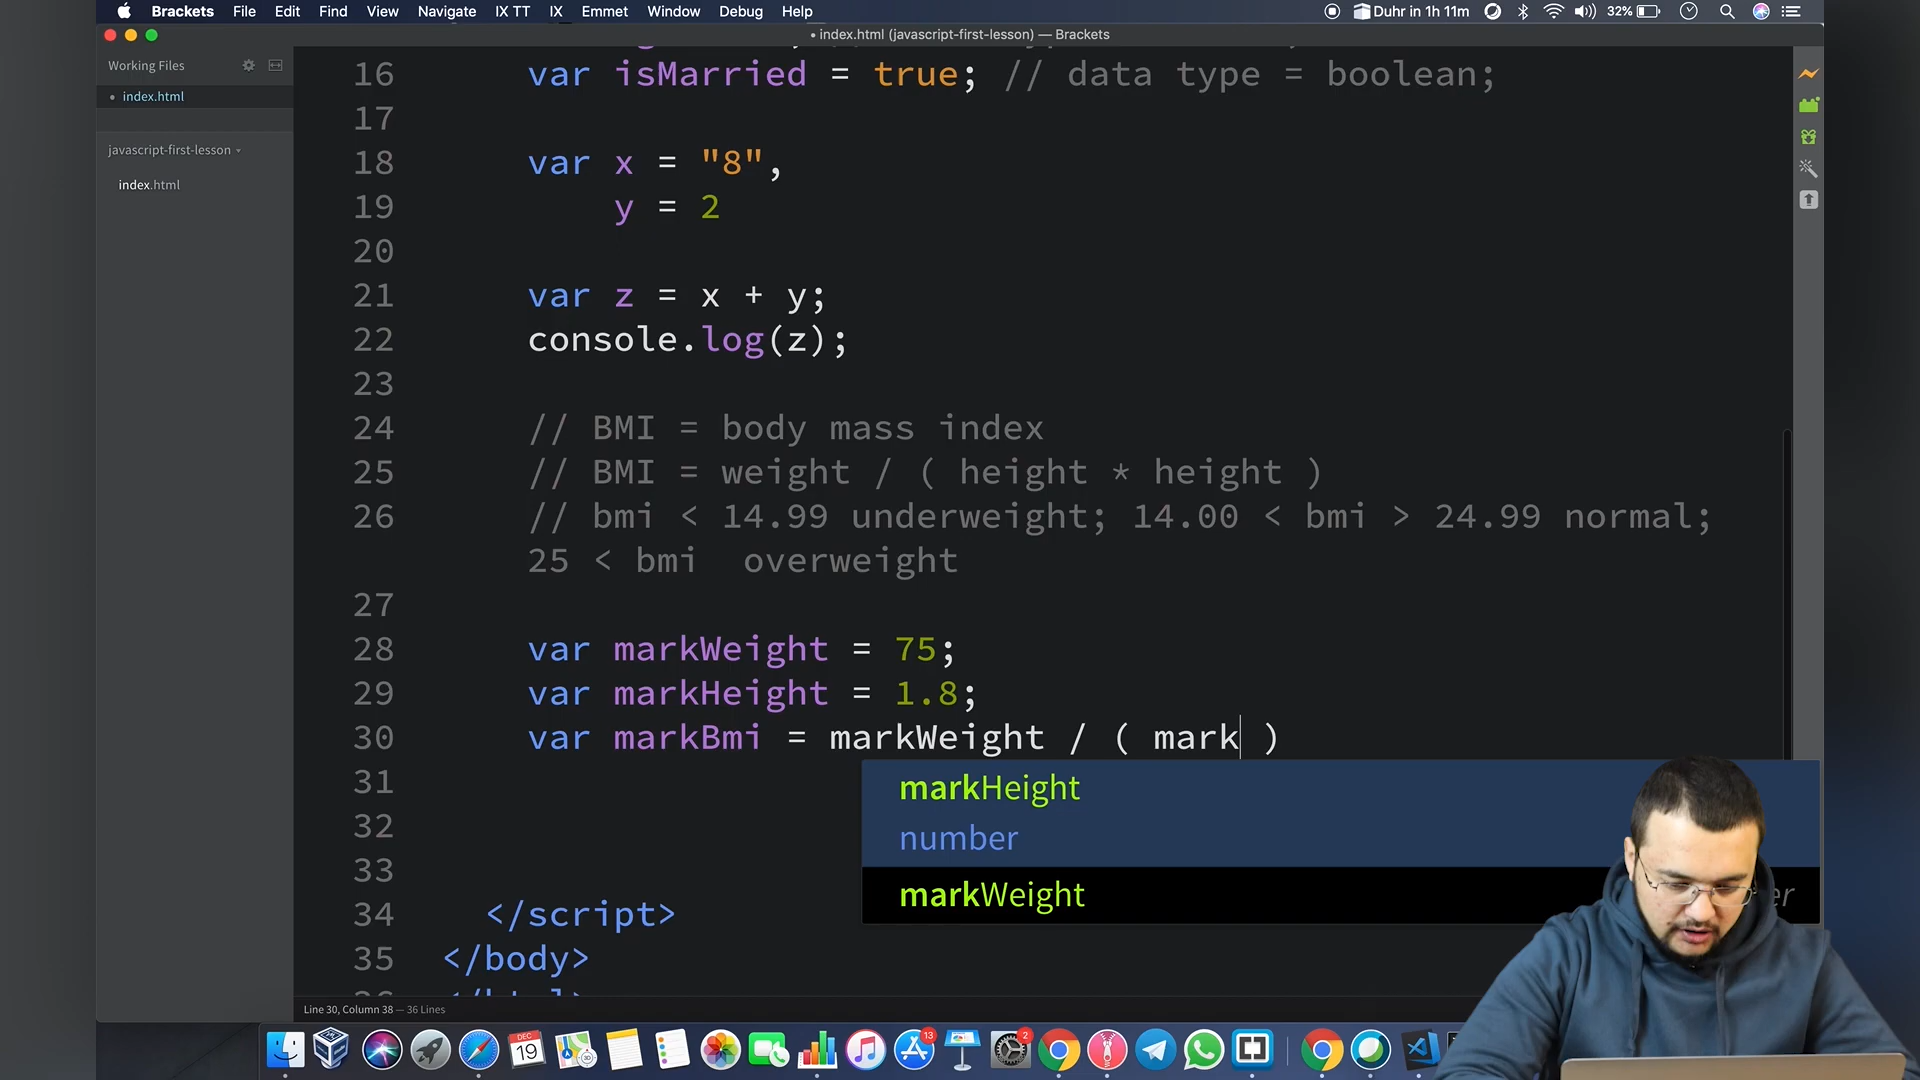 Brackets File Edit Find View Navigate IX TT IX Emmet Window Debug Help Duhr in 1h 11m 32%
• index.html (javascript-first-lesson) — Brackets
Working Files
• index.html
javascript-first-lesson
index.html
16 var isMarried = true; // data type = boolean;
17
18 var x = "8",
19 y = 2
20
21 var z = x + y;
22 console.log(z);
23
24 // BMI = body mass index
25 // BMI = weight / ( height * height )
26 // bmi < 14.99 underweight; 14.00 < bmi > 24.99 normal;
25 < bmi  overweight
27
28 var markWeight = 75;
29 var markHeight = 1.8;
30 var markBmi = markWeight / ( mark )
31
markHeight
number
32
33
markWeight
34 </script>
35 </body>
Line 30, Column 38 — 36 Lines
DEC
19
13
2